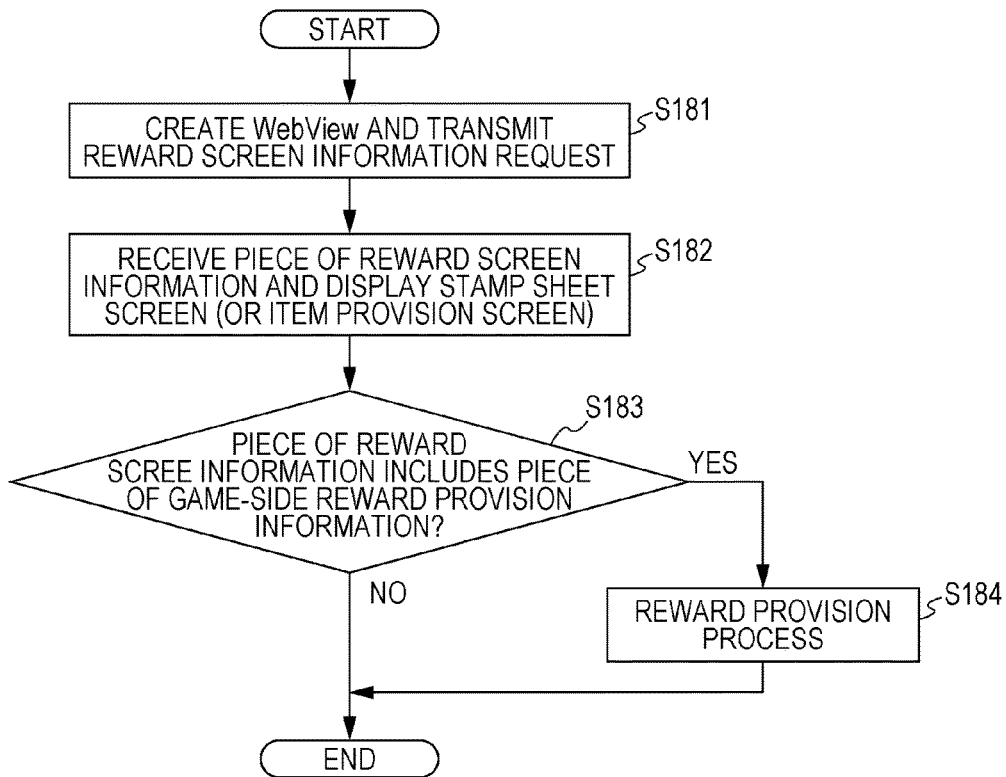 START
S181
CREATE WebView AND TRANSMIT
REWARD SCREEN INFORMATION REQUEST
S182
RECEIVE PIECE OF REWARD SCREEN
INFORMATION AND DISPLAY STAMP SHEET
SCREEN (OR ITEM PROVISION SCREEN)
S183
PIECE OF REWARD
SCREE INFORMATION INCLUDES PIECE
OF GAME-SIDE REWARD PROVISION
INFORMATION?
YES
NO
S184
REWARD PROVISION
PROCESS
END